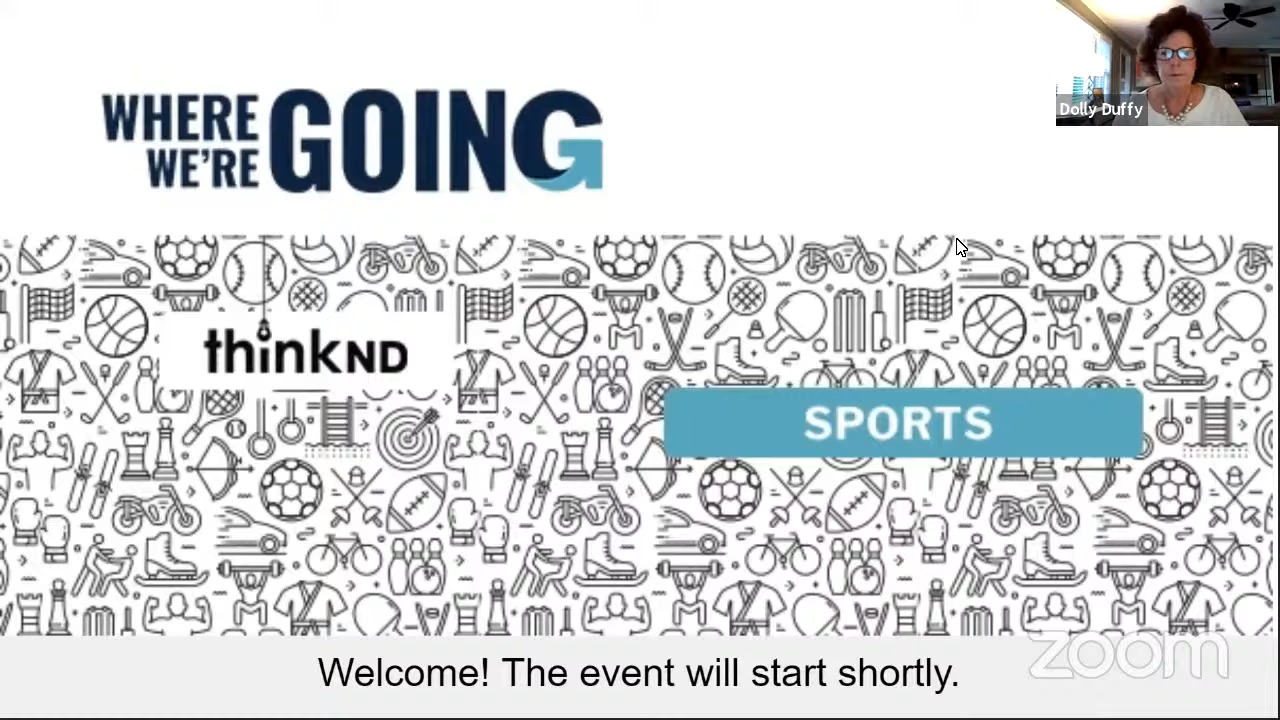 WHERE
WE'RE
GOING
Dolly Duffy
thinkND
SPORTS
Welcome! The event will start shortly.
zoom